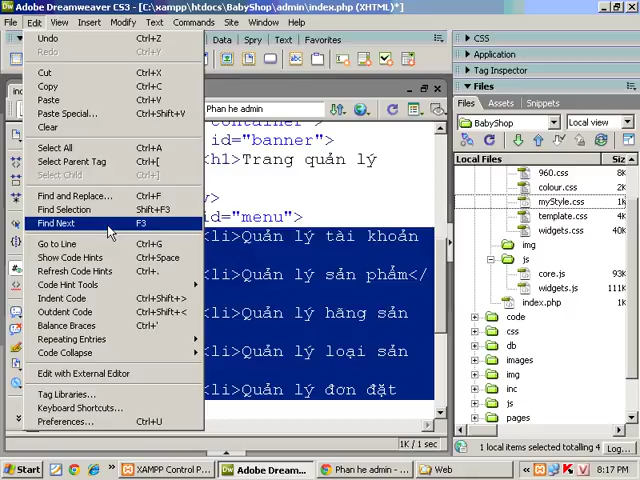 Adobe Dreamweaver CS3 - [C:\xampp\htdocs\BabyShop\admin\index.php (XHTML)*]
File Edit View Insert Modify Text Commands Site Window Help
Data Spry Text Favorites
CSS
Application
Tag Inspector
Files
Files Assets Snippets
BabyShop Local view
Local Files Size
960.css 8K
colour.css 2K
myStyle.css 1K
template.css 2K
widgets.css 7K
img
js
core.js 93K
widgets.js 111K
index.php
code
css
db
images
img
inc
js
pages
1 local items selected totalling 4 Log...
Undo Ctrl+Z
Redo Ctrl+Y
Cut Ctrl+X
Copy Ctrl+C
Paste Ctrl+V
Paste Special... Ctrl+Shift+V
Clear
Select All Ctrl+A
Select Parent Tag Ctrl+[
Select Child Ctrl+]
Find and Replace... Ctrl+F
Find Selection Shift+F3
Find Next F3
Go to Line Ctrl+G
Show Code Hints Ctrl+Space
Refresh Code Hints Ctrl+.
Code Hint Tools
Indent Code Ctrl+Shift+>
Outdent Code Ctrl+Shift+<
Balance Braces Ctrl+'
Repeating Entries
Code Collapse
Edit with External Editor
Tag Libraries...
Keyboard Shortcuts...
Preferences... Ctrl+U
Phan he admin
id="banner">
<h1>Trang quản lý
id="menu">
<li>Quản lý tài khoản
<li>Quản lý sản phẩm</
<li>Quản lý hãng sản
<li>Quản lý loại sản
<li>Quản lý đơn đặt
1K / 1 sec
Start XAMPP Control P... Adobe Dream... Phan he admin - ... Web 8:17 PM